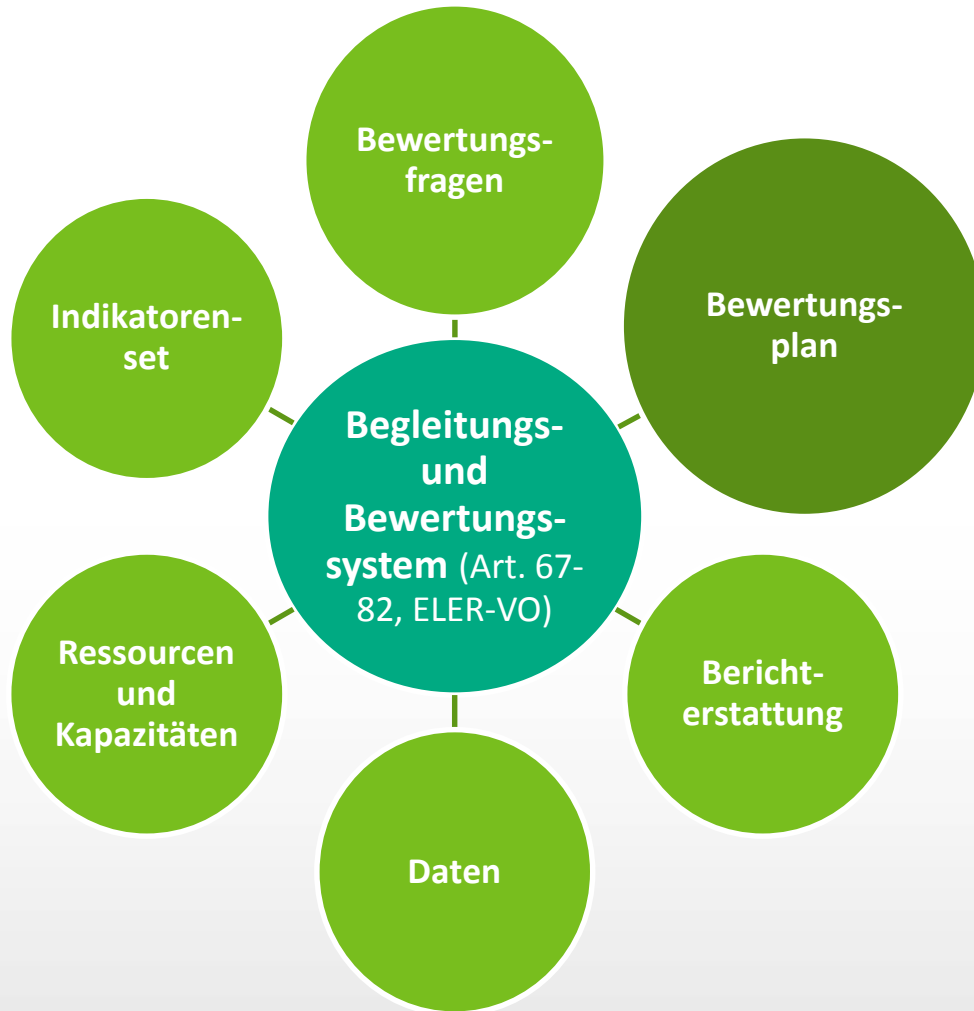 Bewertungs-
fragen
Bewertungs-
plan
Indikatoren-
set
Begleitungs-
und
Bewertungs-
system (Art. 67-
82, ELER-VO)
Ressourcen
und
Kapazitäten
Bericht-
erstattung
Daten